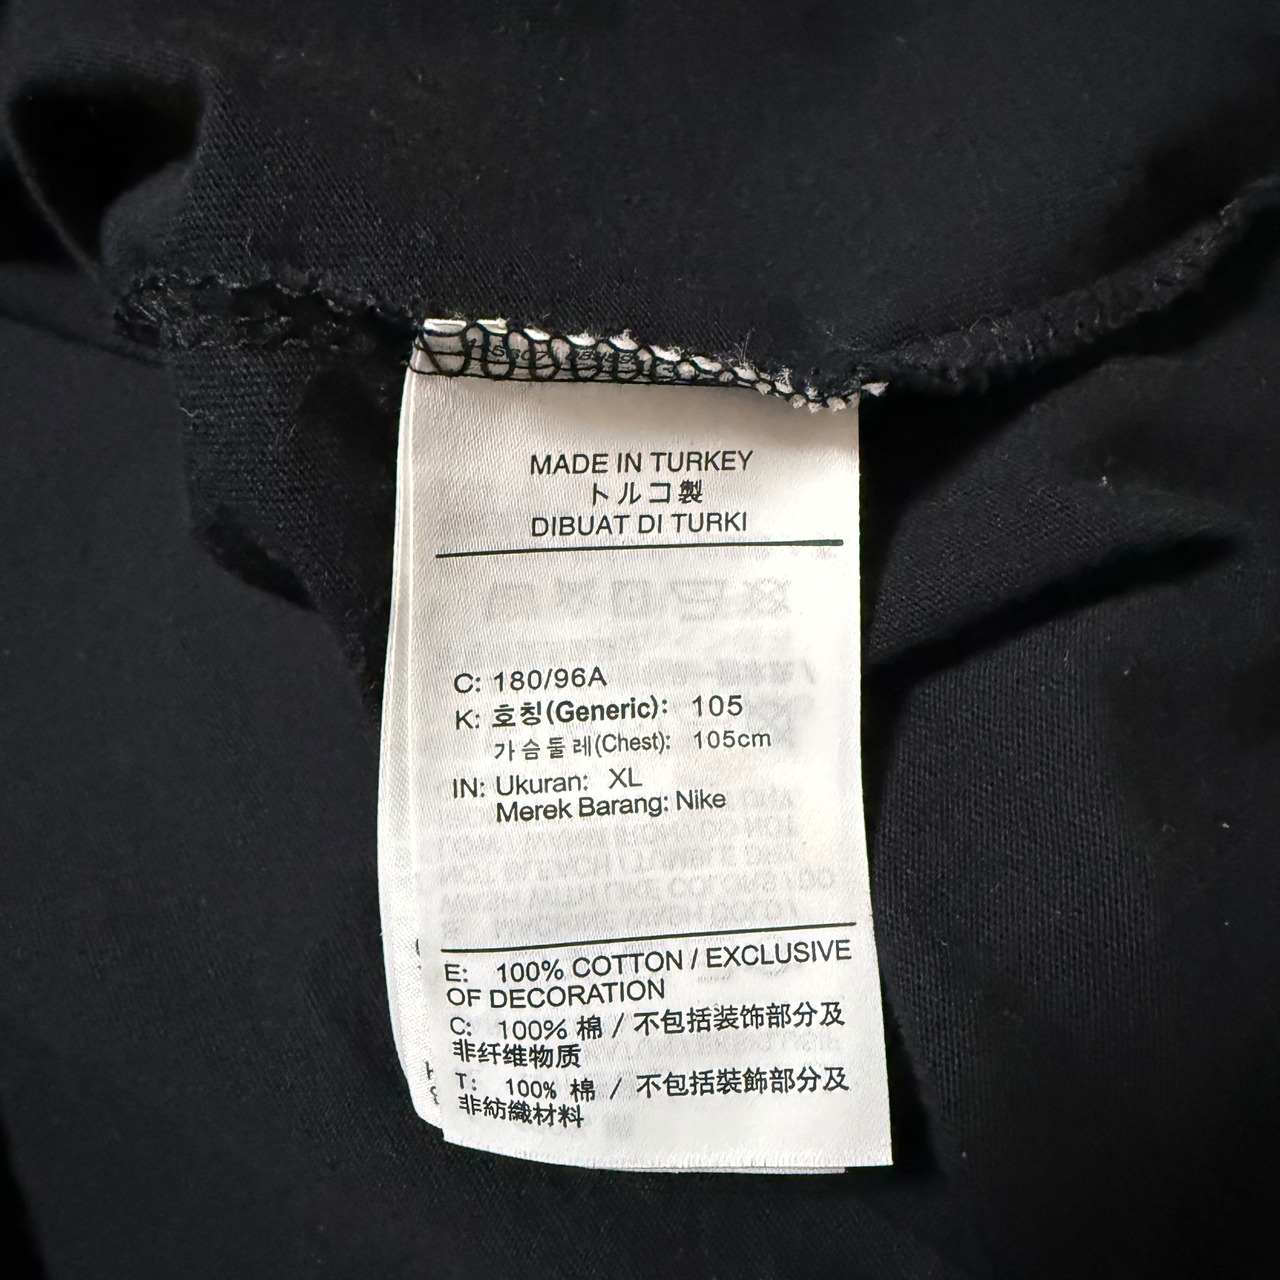 MADE IN TURKEY
トルコ製
DIBUAT DI TURKI
C: 180/96A
K: 호칭(Generic): 105
가슴둘레(Chest): 105cm
IN: Ukuran: XL
Merek Barang: Nike
E: 100% COTTON / EXCLUSIVE
OF DECORATION
C: 100% 棉 / 不包括装饰部分及
非纤维物质
T: 100% 棉 / 不包括裝飾部分及
非紡織材料